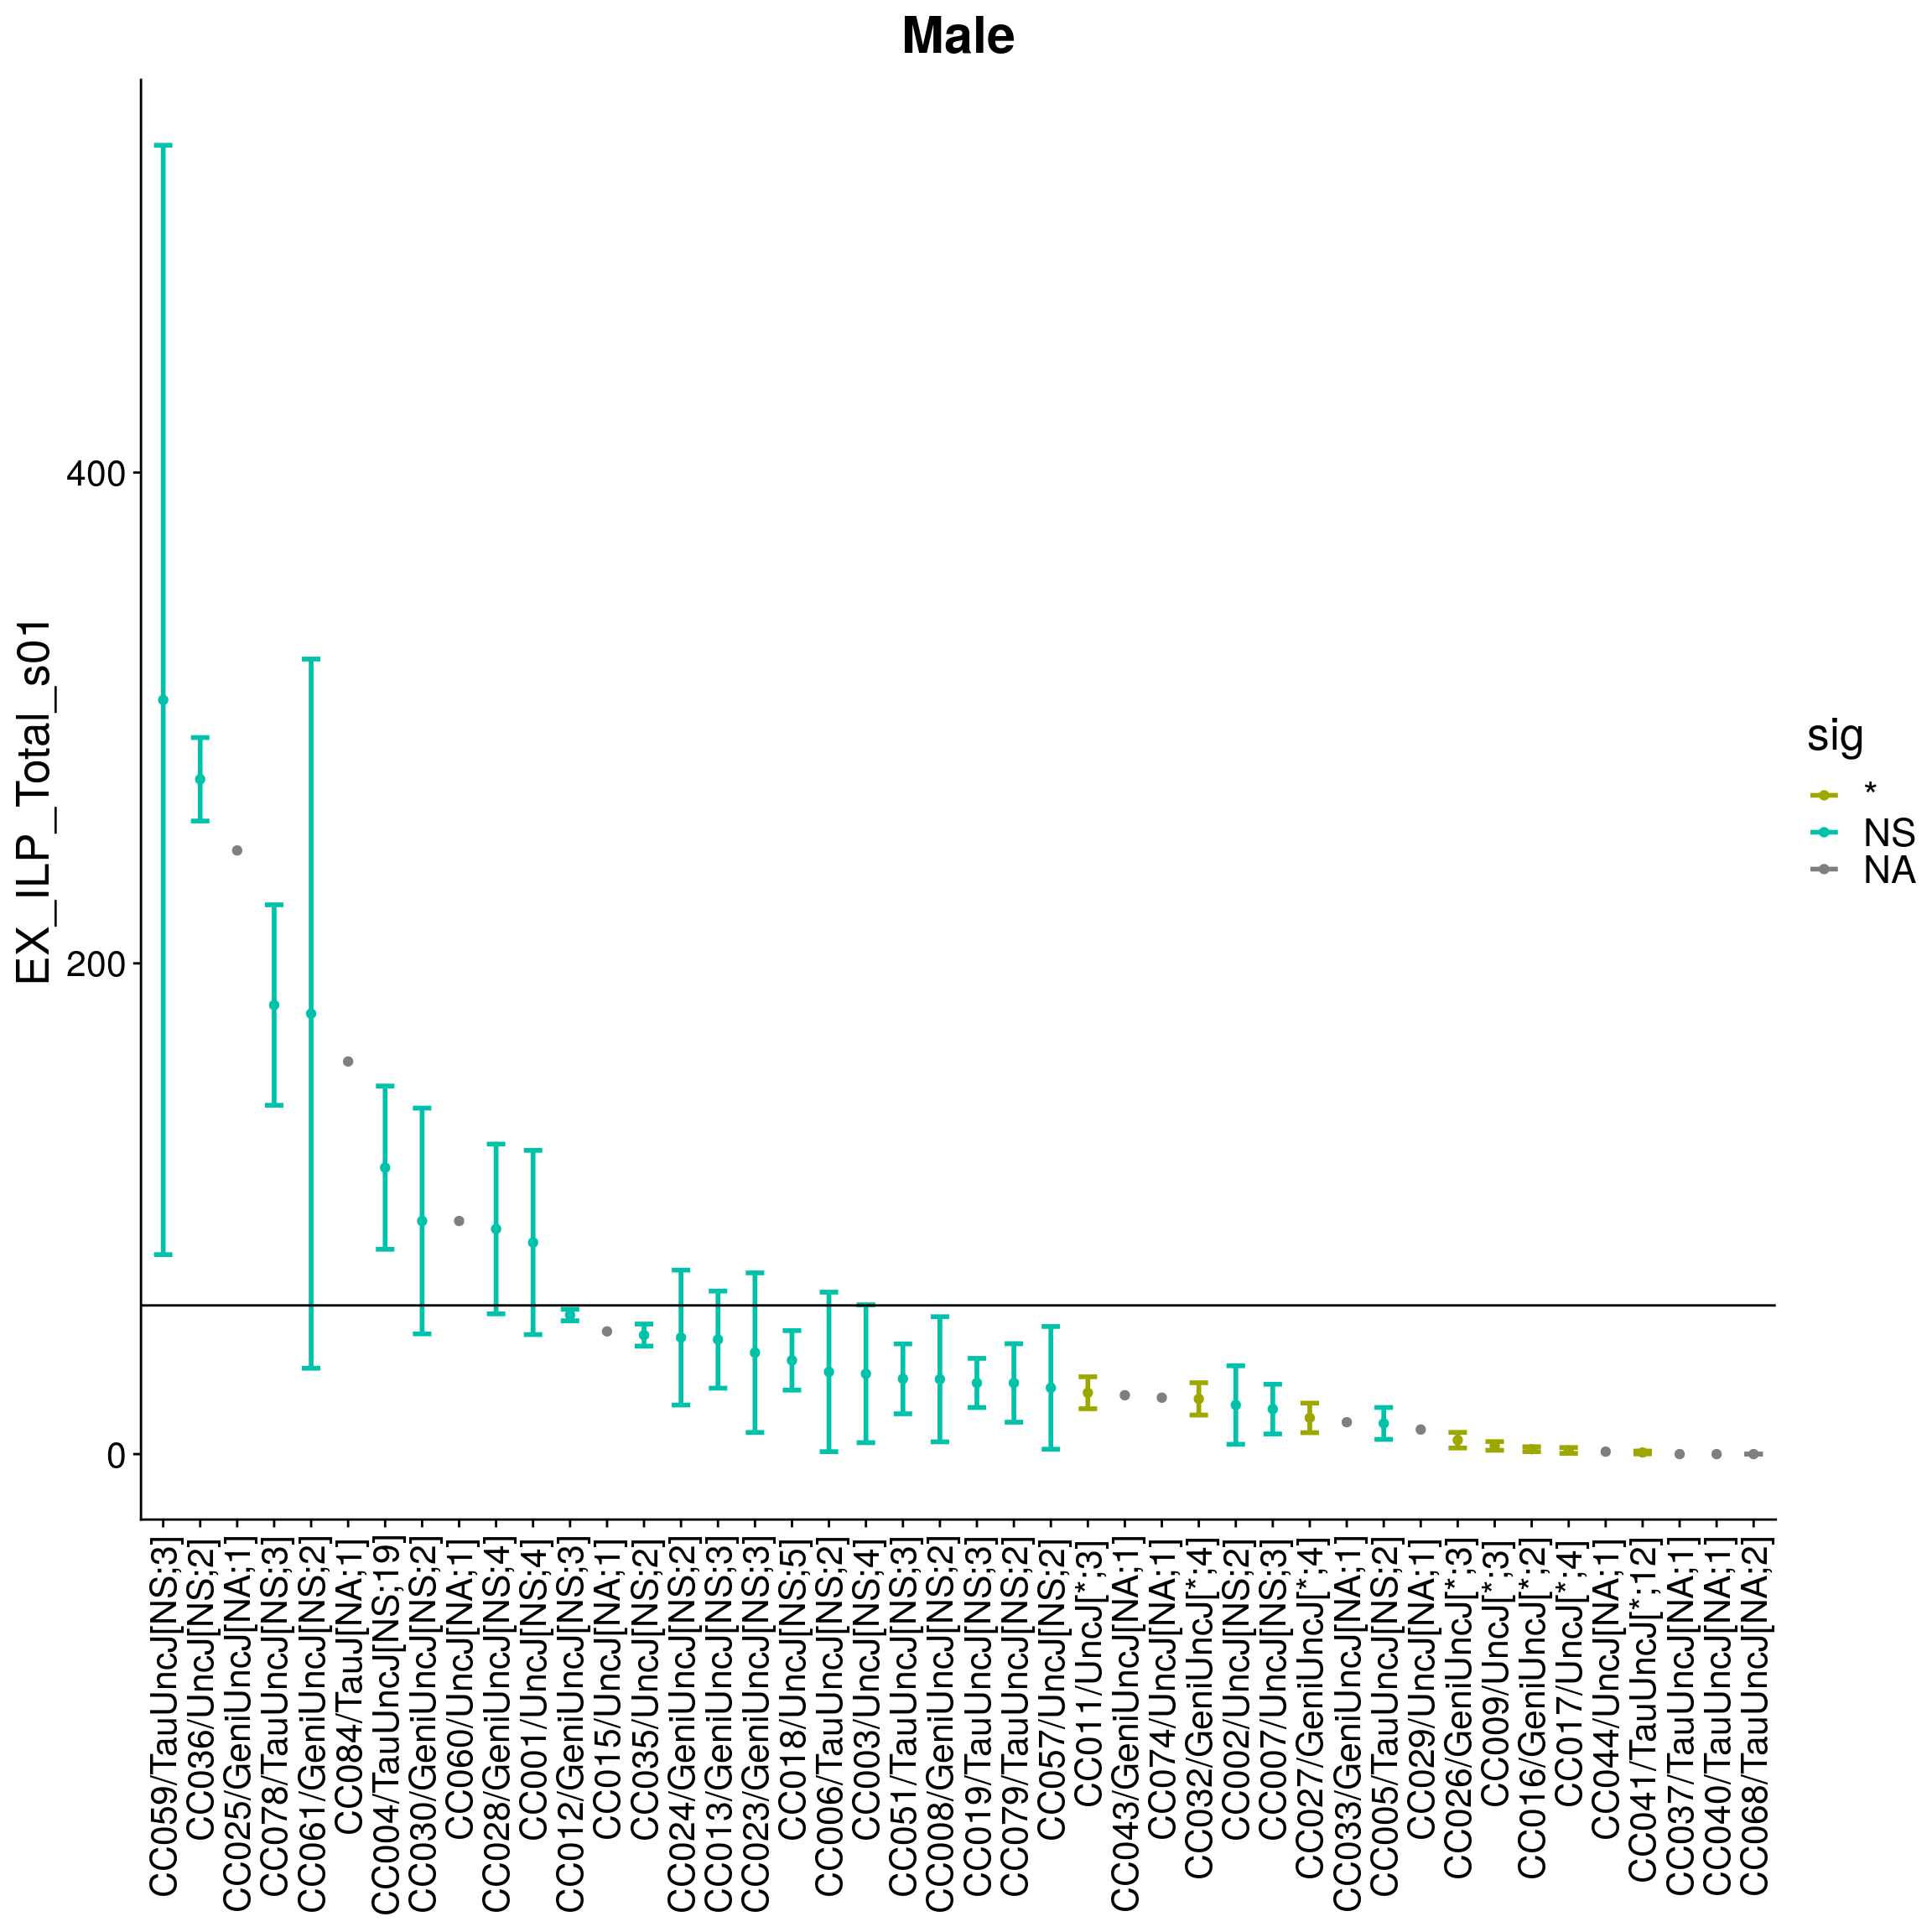 Male
EX_ILP_Total_s01
400
200
0
CC059/TauUncJ[NS;3]
CC036/UncJ[NS;2]
CC025/GeniUncJ[NA;1]
CC078/TauUncJ[NS;3]
CC061/GeniUncJ[NS;2]
CC084/TauJ[NA;1]
CC004/TauUncJ[NS;19]
CC030/GeniUncJ[NS;2]
CC060/UncJ[NA;1]
CC028/GeniUncJ[NS;4]
CC001/UncJ[NS;4]
CC012/GeniUncJ[NS;3]
CC015/UncJ[NA;1]
CC035/UncJ[NS;2]
CC024/GeniUncJ[NS;2]
CC013/GeniUncJ[NS;3]
CC023/GeniUncJ[NS;3]
CC018/UncJ[NS;5]
CC006/TauUncJ[NS;2]
CC003/UncJ[NS;4]
CC051/TauUncJ[NS;3]
CC008/GeniUncJ[NS;2]
CC019/TauUncJ[NS;3]
CC079/TauUncJ[NS;2]
CC057/UncJ[NS;2]
CC011/UncJ[*;3]
CC043/GeniUncJ[NA;1]
CC074/UncJ[NA;1]
CC032/GeniUncJ[*;4]
CC002/UncJ[NS;2]
CC007/UncJ[NS;3]
CC027/GeniUncJ[*;4]
CC033/GeniUncJ[NA;1]
CC005/TauUncJ[NS;2]
CC029/UncJ[NA;1]
CC026/GeniUncJ[*;3]
CC009/UncJ[*;3]
CC016/GeniUncJ[*;2]
CC017/UncJ[*;4]
CC044/UncJ[NA;1]
CC041/TauUncJ[*;12]
CC037/TauUncJ[NA;1]
CC040/TauUncJ[NA;1]
CC068/TauUncJ[NA;2]
sig
*
NS
NA